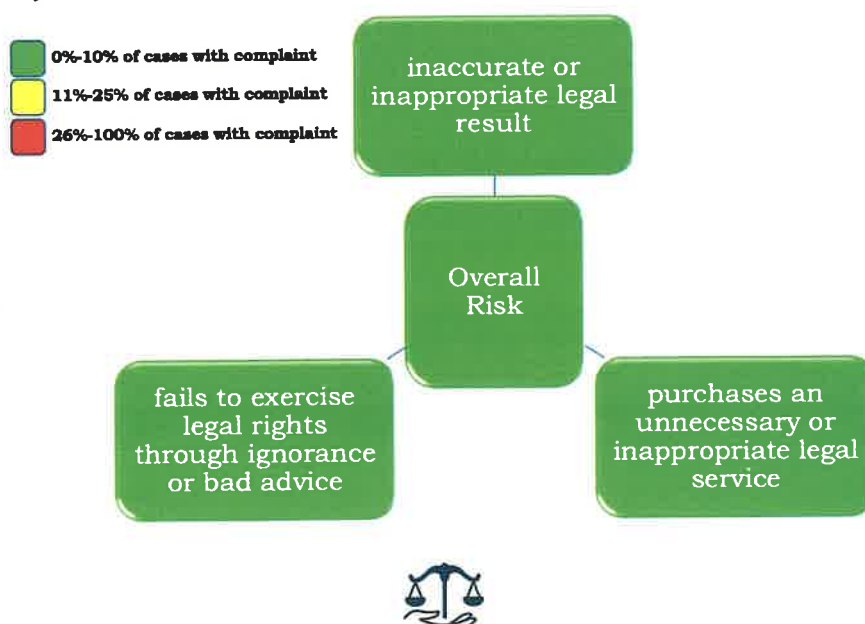 0%-10% of cases with complaint
11%-25% of cases with complaint
26%-100% of cases with complaint
inaccurate or
inappropriate legal
result
Overall
Risk
fails to exercise
legal rights
through ignorance
or bad advice
purchases an
unnecessary or
inappropriate legal
service